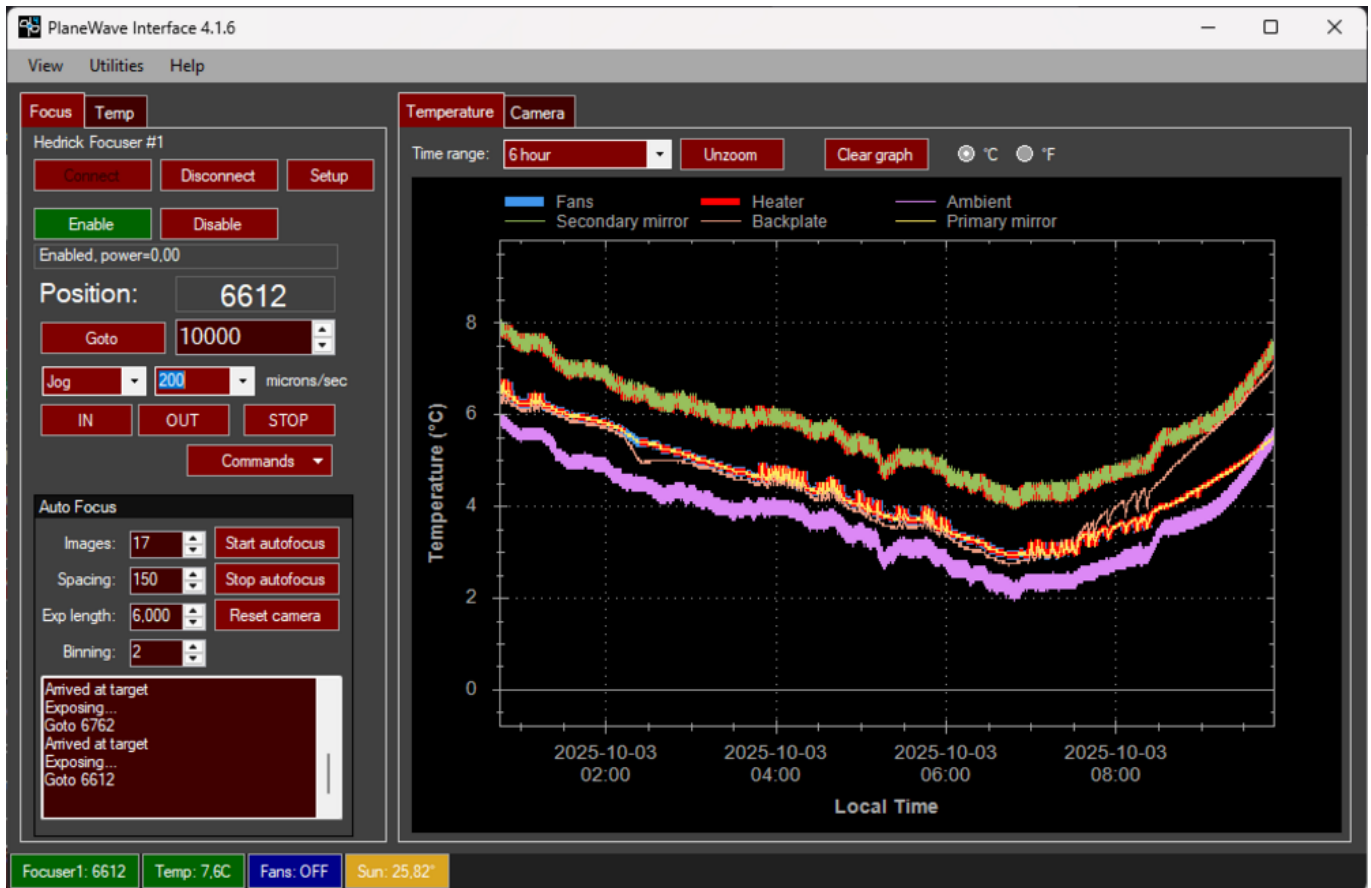 PlaneWave Interface 4.1.6
View Utilities Help
Focus Temp
Hedrick Focuser #1
Connect Disconnect Setup
Enable Disable
Enabled, power=0,00
Position: 6612
Goto 10000
Jog 200 microns/sec
IN OUT STOP
Commands
Auto Focus
Images: 17 Start autofocus
Spacing: 150 Stop autofocus
Exp length: 6,000 Reset camera
Binning: 2
Arrived at target
Exposing...
Goto 6762
Arrived at target
Exposing...
Goto 6612
Temperature Camera
Time range: 6 hour Unzoom Clear graph °C °F
Fans Heater Ambient
Secondary mirror Backplate Primary mirror
Temperature (°C)
8
6
4
2
0
2025-10-03 2025-10-03 2025-10-03 2025-10-03
02:00 04:00 06:00 08:00
Local Time
Focuser1: 6612 Temp: 7,6C Fans: OFF Sun: 25,82°